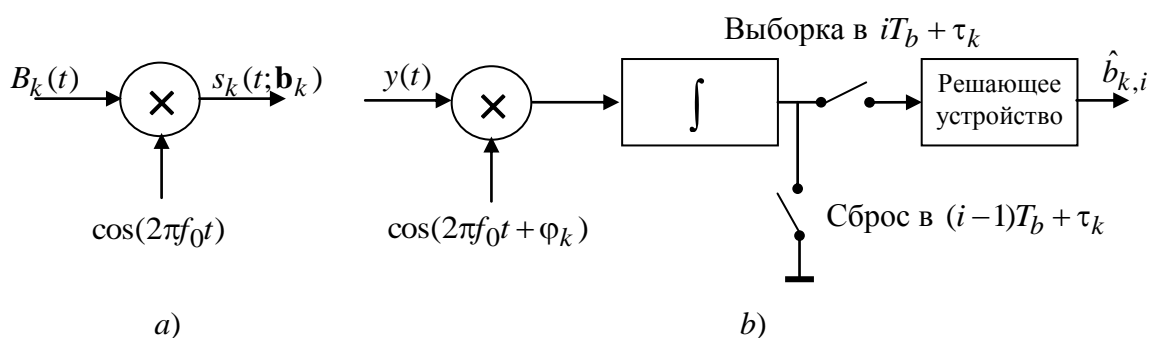 Выборка в iT_b + τ_k
B_k(t)
×
s_k(t; b_k)
y(t)
×
∫
Решающее
устройство
b̂_{k,i}
cos(2πf_0t)
cos(2πf_0t + φ_k)
Сброс в (i − 1)T_b + τ_k
a)
b)